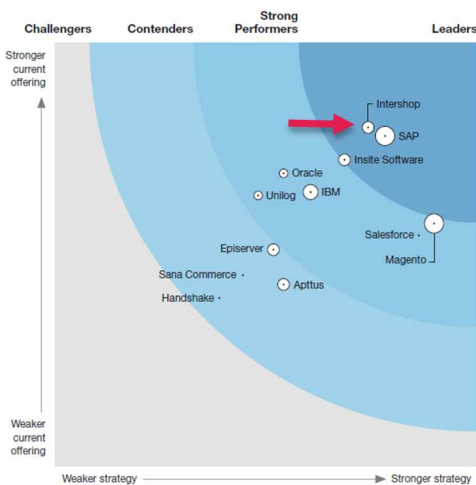 Challengers Contenders Strong Performers Leaders
Stronger current offering
Intershop
SAP
Insite Software
Oracle
IBM
Unilog
Salesforce
Magento
Episerver
Sana Commerce
Apttus
Handshake
Weaker current offering
Weaker strategy Stronger strategy